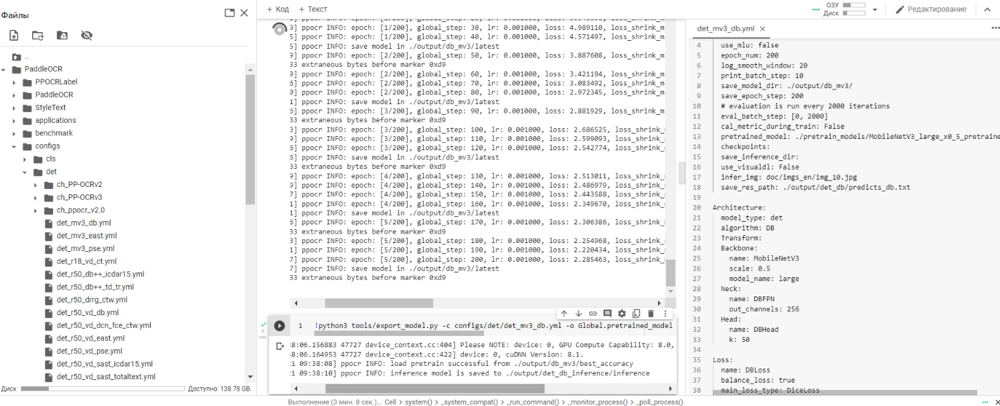 Файлы
..
PaddleOCR
PPOCRLabel
PaddleOCR
StyleText
applications
benchmark
configs
cls
det
ch_PP-OCRv2
ch_PP-OCRv3
ch_ppocr_v2.0
det_mv3_db.yml
det_mv3_east.yml
det_mv3_pse.yml
det_r18_vd_ct.yml
det_r50_db++_icdar15.yml
det_r50_db++_td_tr.yml
det_r50_drrg_ctw.yml
det_r50_vd_db.yml
det_r50_vd_dcn_fce_ctw.yml
det_r50_vd_east.yml
det_r50_vd_pse.yml
det_r50_vd_sast_icdar15.yml
det_r50_vd_sast_totaltext.yml
Диск Доступно: 138.78 GB.
+ Код + Текст
ОЗУ
Диск
Редактирование
9] ppocr INFO: epoch: [1/200], global_step: 30, lr: 0.001000, loss: 4.989110, loss_shrink_m
5] ppocr INFO: epoch: [1/200], global_step: 40, lr: 0.001000, loss: 4.571497, loss_shrink_m
5] ppocr INFO: save model in ./output/db_mv3/latest
9] ppocr INFO: epoch: [2/200], global_step: 50, lr: 0.001000, loss: 3.887608, loss_shrink_m
33 extraneous bytes before marker 0xd9
9] ppocr INFO: epoch: [2/200], global_step: 60, lr: 0.001000, loss: 3.421194, loss_shrink_m
6] ppocr INFO: epoch: [2/200], global_step: 70, lr: 0.001000, loss: 3.083492, loss_shrink_m
0] ppocr INFO: epoch: [2/200], global_step: 80, lr: 0.001000, loss: 2.972345, loss_shrink_m
1] ppocr INFO: save model in ./output/db_mv3/latest
6] ppocr INFO: epoch: [3/200], global_step: 90, lr: 0.001000, loss: 2.881929, loss_shrink_m
33 extraneous bytes before marker 0xd9
3] ppocr INFO: epoch: [3/200], global_step: 100, lr: 0.001000, loss: 2.686525, loss_shrink_
9] ppocr INFO: epoch: [3/200], global_step: 110, lr: 0.001000, loss: 2.599093, loss_shrink_
6] ppocr INFO: epoch: [3/200], global_step: 120, lr: 0.001000, loss: 2.542774, loss_shrink_
6] ppocr INFO: save model in ./output/db_mv3/latest
33 extraneous bytes before marker 0xd9
9] ppocr INFO: epoch: [4/200], global_step: 130, lr: 0.001000, loss: 2.513011, loss_shrink_
9] ppocr INFO: epoch: [4/200], global_step: 140, lr: 0.001000, loss: 2.486979, loss_shrink_
7] ppocr INFO: epoch: [4/200], global_step: 150, lr: 0.001000, loss: 2.443588, loss_shrink_
1] ppocr INFO: epoch: [4/200], global_step: 160, lr: 0.001000, loss: 2.349670, loss_shrink_
1] ppocr INFO: save model in ./output/db_mv3/latest
6] ppocr INFO: epoch: [5/200], global_step: 170, lr: 0.001000, loss: 2.306386, loss_shrink_
33 extraneous bytes before marker 0xd9
3] ppocr INFO: epoch: [5/200], global_step: 180, lr: 0.001000, loss: 2.254968, loss_shrink_
1] ppocr INFO: epoch: [5/200], global_step: 190, lr: 0.001000, loss: 2.220434, loss_shrink_
7] ppocr INFO: epoch: [5/200], global_step: 200, lr: 0.001000, loss: 2.285463, loss_shrink_
7] ppocr INFO: save model in ./output/db_mv3/latest
33 extraneous bytes before marker 0xd9
8
сек.
1 !python3 tools/export_model.py -c configs/det/det_mv3_db.yml -o Global.pretrained_model
38:06.156883 47727 device_context.cc:404] Please NOTE: device: 0, GPU Compute Capability: 8.0,
38:06.164953 47727 device_context.cc:422] device: 0, cuDNN Version: 8.1.
21 09:38:08] ppocr INFO: load pretrain successful from ./output/db_mv3/best_accuracy
21 09:38:10] ppocr INFO: inference model is saved to ./output/det_db_inference/inference
det_mv3_db.yml
4 use_mlu: false
5 epoch_num: 200
6 log_smooth_window: 20
7 print_batch_step: 10
8 save_model_dir: ./output/db_mv3/
9 save_epoch_step: 200
10 # evaluation is run every 2000 iterations
11 eval_batch_step: [0, 2000]
12 cal_metric_during_train: False
13 pretrained_model: ./pretrain_models/MobileNetV3_large_x0_5_pretraine
14 checkpoints:
15 save_inference_dir:
16 use_visualdl: False
17 infer_img: doc/imgs_en/img_10.jpg
18 save_res_path: ./output/det_db/predicts_db.txt
19
20 Architecture:
21 model_type: det
22 algorithm: DB
23 Transform:
24 Backbone:
25 name: MobileNetV3
26 scale: 0.5
27 model_name: large
28 Neck:
29 name: DBFPN
30 out_channels: 256
31 Head:
32 name: DBHead
33 k: 50
34
35 Loss:
36 name: DBLoss
37 balance_loss: true
38 main_loss_type: DiceLoss
Выполнение (3 мин. 8 сек.)... Cell > system() > _system_compat() > _run_command() > _monitor_process() > _poll_process()